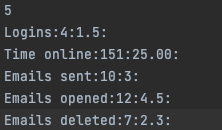 5
Logins:4:1.5:
Time online:151:25.00:
Emails sent:10:3:
Emails opened:12:4.5:
Emails deleted:7:2.3: